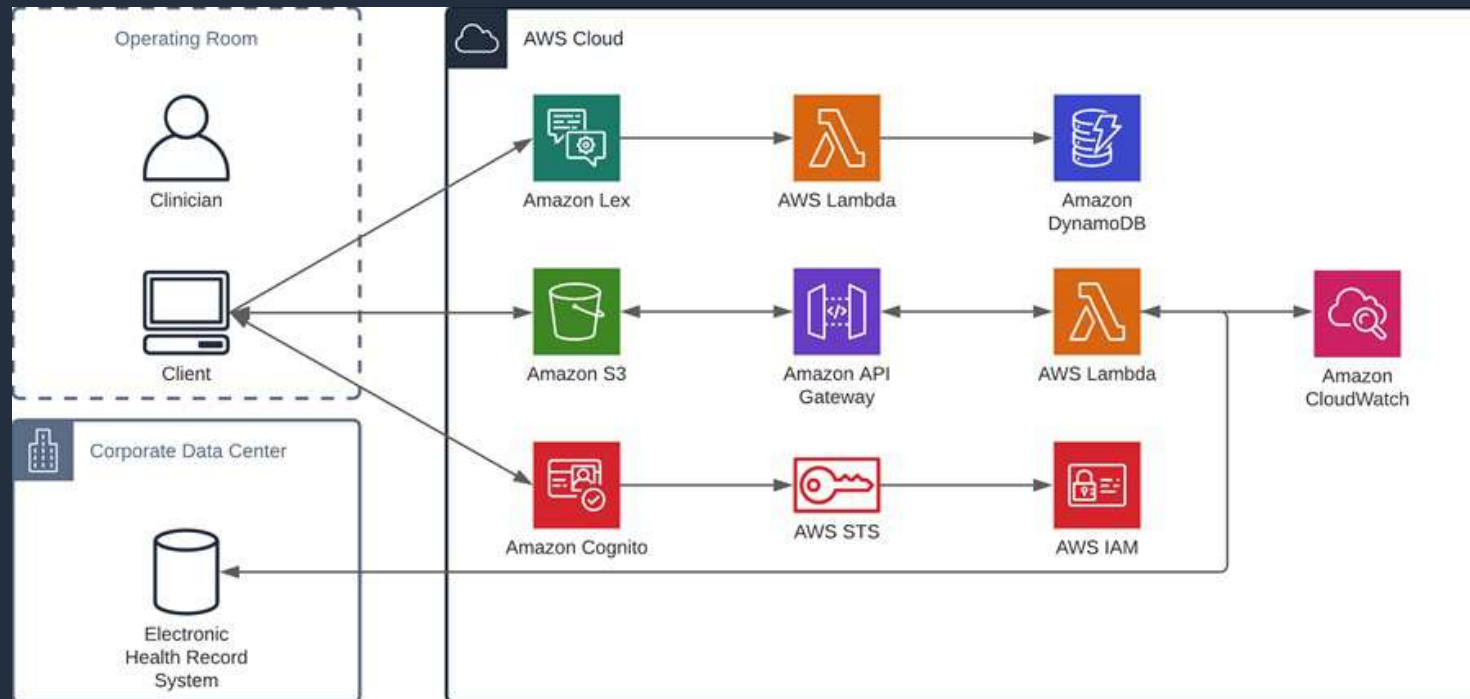 Operating Room
Clinician
Client
Corporate Data Center
Electronic
Health Record
System
AWS Cloud
Amazon Lex
AWS Lambda
Amazon
DynamoDB
Amazon S3
Amazon API
Gateway
AWS Lambda
Amazon
CloudWatch
Amazon Cognito
AWS STS
AWS IAM